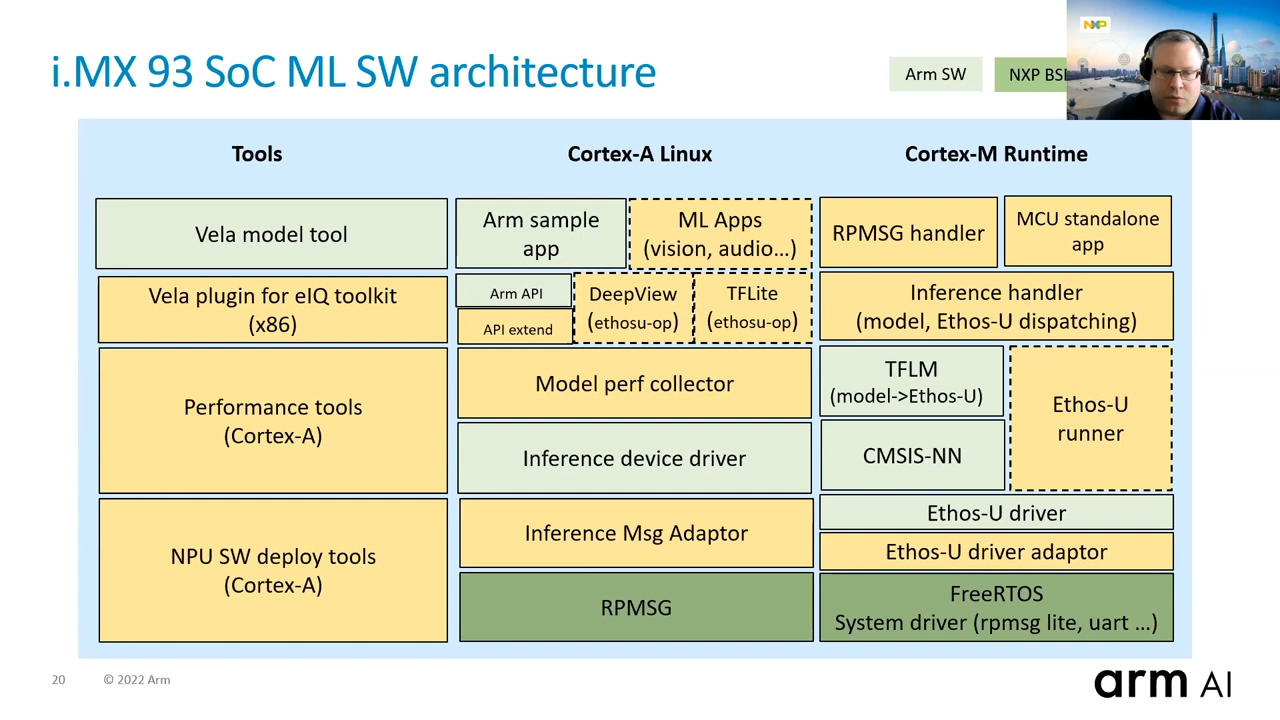 NXP
i.MX 93 SoC ML SW architecture
Arm SW
NXP BS
Tools
Cortex-A Linux
Cortex-M Runtime
Vela model tool
Arm sample
app
ML Apps
(vision, audio…)
RPMSG handler
MCU standalone
app
Vela plugin for eIQ toolkit
(x86)
Arm API
API extend
DeepView
(ethosu-op)
TFLite
(ethosu-op)
Inference handler
(model, Ethos-U dispatching)
Performance tools
(Cortex-A)
Model perf collector
TFLM
(model->Ethos-U)
Ethos-U
runner
Inference device driver
CMSIS-NN
NPU SW deploy tools
(Cortex-A)
Inference Msg Adaptor
Ethos-U driver
Ethos-U driver adaptor
RPMSG
FreeRTOS
System driver (rpmsg lite, uart …)
20
© 2022 Arm
arm AI